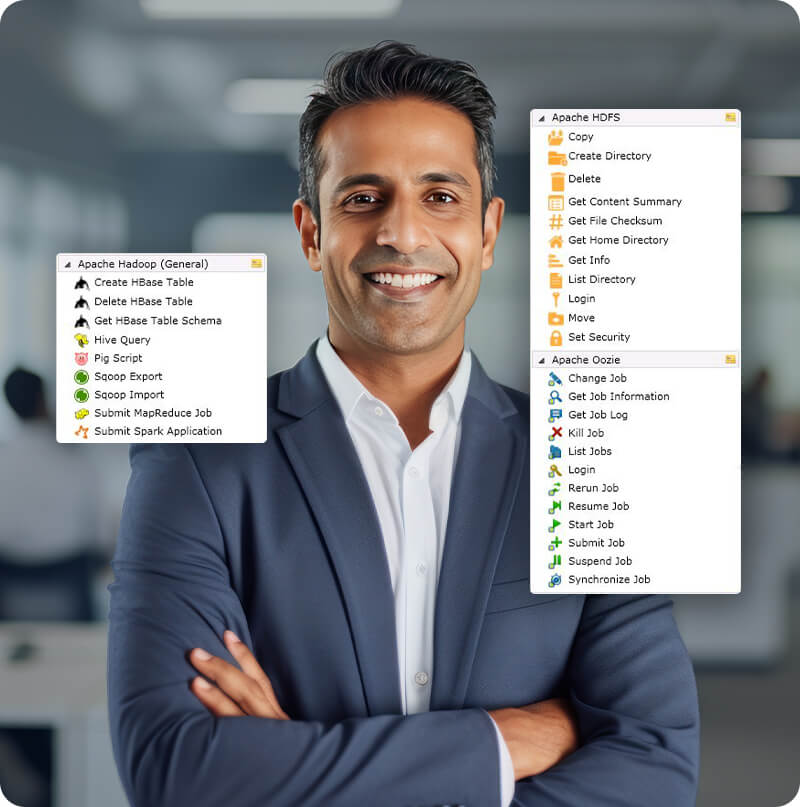 Apache Hadoop (General)
Create HBase Table
Delete HBase Table
Get HBase Table Schema
Hive Query
Pig Script
Sqoop Export
Sqoop Import
Submit MapReduce Job
Submit Spark Application
Apache HDFS
Copy
Create Directory
Delete
Get Content Summary
Get File Checksum
Get Home Directory
Get Info
List Directory
Login
Move
Set Security
Apache Oozie
Change Job
Get Job Information
Get Job Log
Kill Job
List Jobs
Login
Rerun Job
Resume Job
Start Job
Submit Job
Suspend Job
Synchronize Job